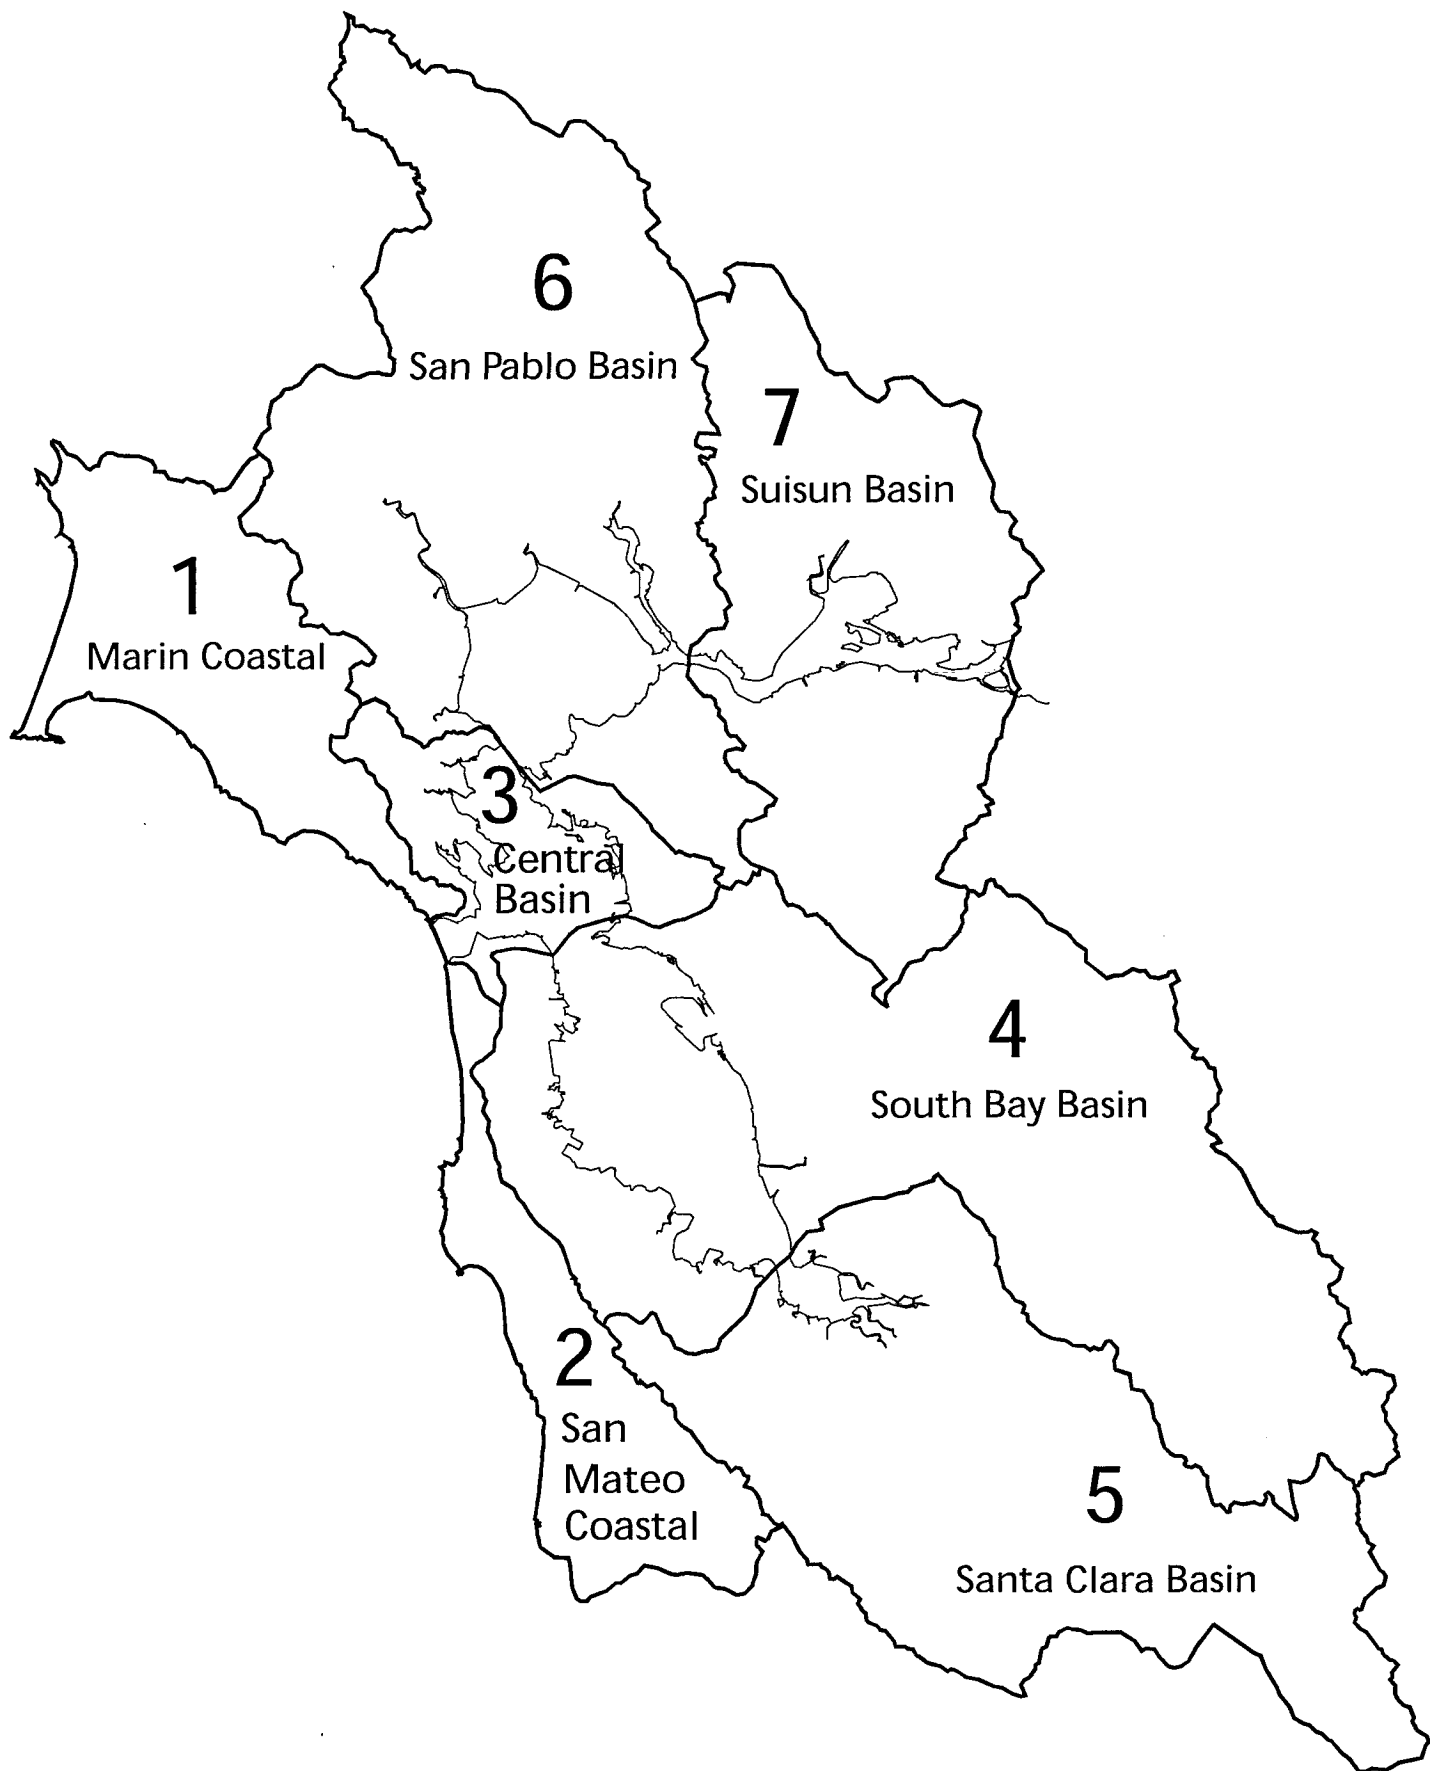 6
San Pablo Basin
7
Suisun Basin
1
Marin Coastal
3
Central
Basin
4
South Bay Basin
2
San
Mateo
Coastal
5
Santa Clara Basin